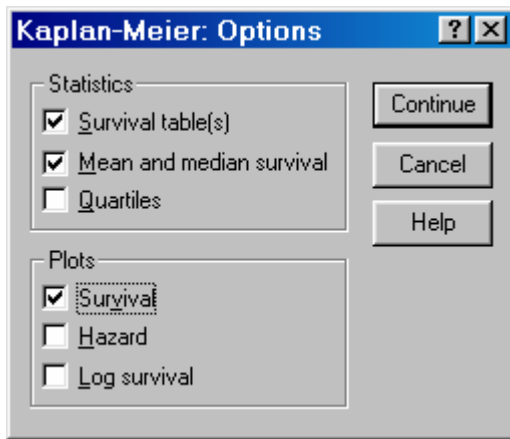 Kaplan-Meier: Options
Statistics
Survival table(s)
Mean and median survival
Quartiles
Plots
Survival
Hazard
Log survival
Continue
Cancel
Help